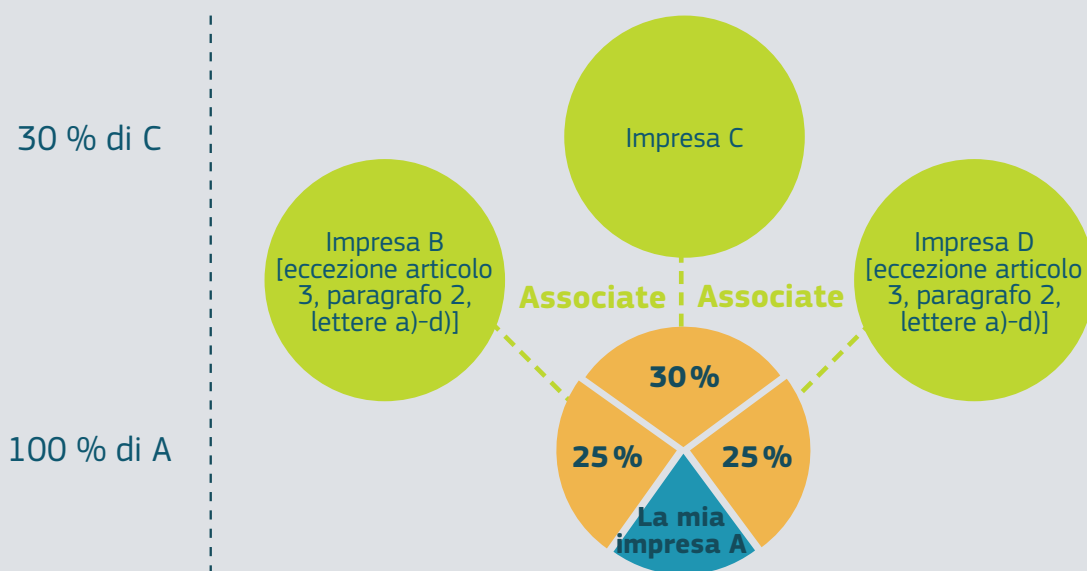 30 % di C
Impresa C
Impresa B
[eccezione articolo
3, paragrafo 2,
lettere a)-d)]
Impresa D
[eccezione articolo
3, paragrafo 2,
lettere a)-d)]
Associate
Associate
30 %
100 % di A
25 %
25 %
La mia
impresa A